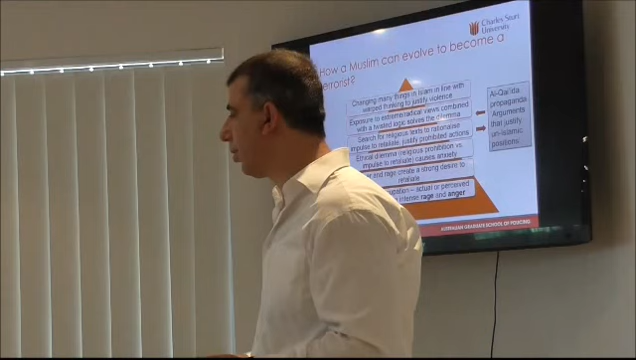 Charles Sturt
University
How a Muslim can evolve to become a
terrorist?
Changing many things in Islam in line with
warped thinking to justify violence
Exposure to extreme/radical views combined
with a twisted logic solves the dilemma
Search for religious texts to rationalise
impulse to retaliate, justify prohibited actions
Ethical dilemma (religious prohibition vs.
impulse to retaliate) causes anxiety
and rage create a strong desire to
retaliate
actual or perceived
intense rage and anger
Al-Qai'da
propaganda
Arguments
that justify
un-Islamic
positions
AUSTRALIAN GRADUATE SCHOOL OF POLICING